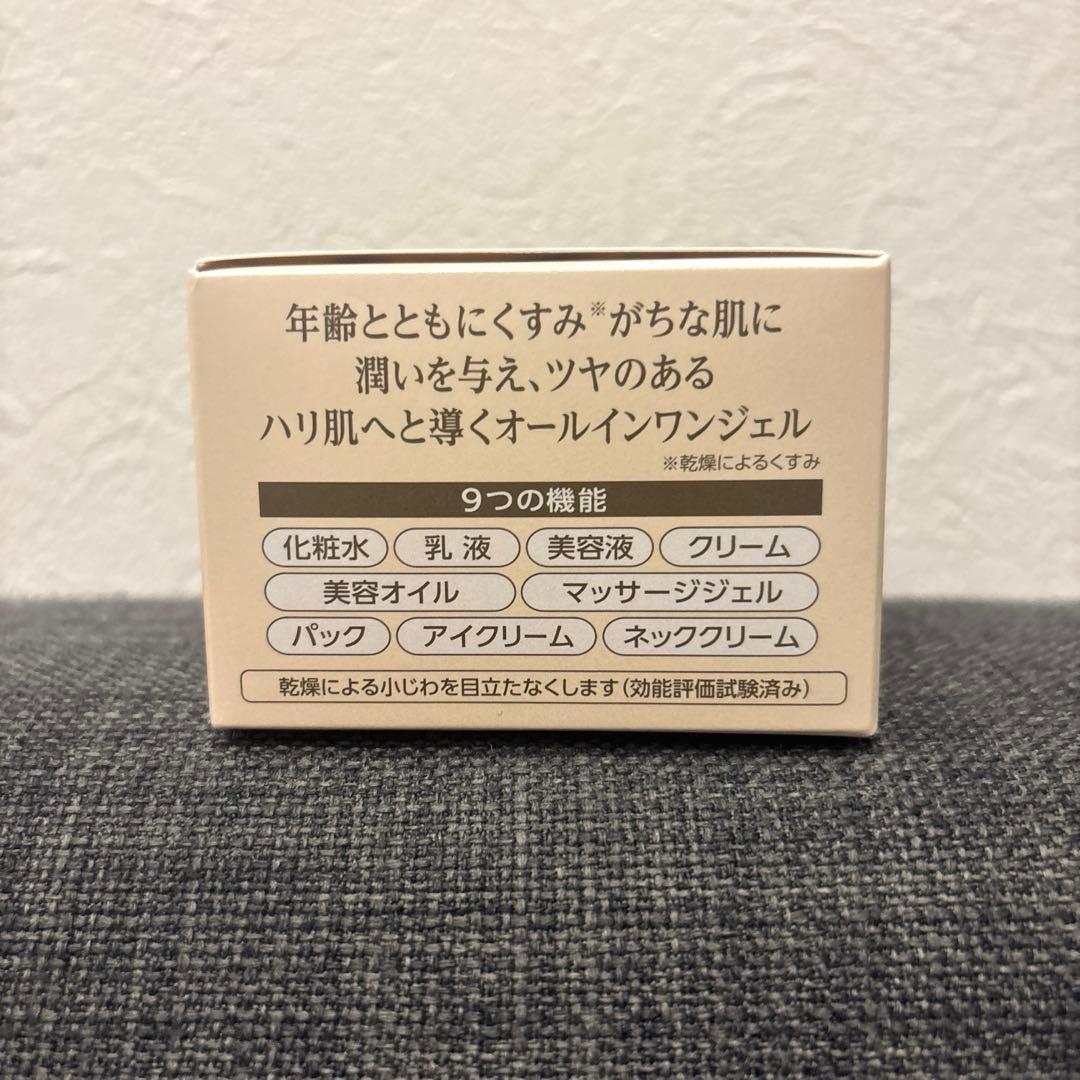 年齢とともにくすみ※がちな肌に
潤いを与え、ツヤのある
ハリ肌へと導くオールインワンジェル
※乾燥によるくすみ
9つの機能
化粧水 乳液 美容液 クリーム
美容オイル マッサージジェル
パック アイクリーム ネッククリーム
乾燥による小じわを目立たなくします(効能評価試験済み)